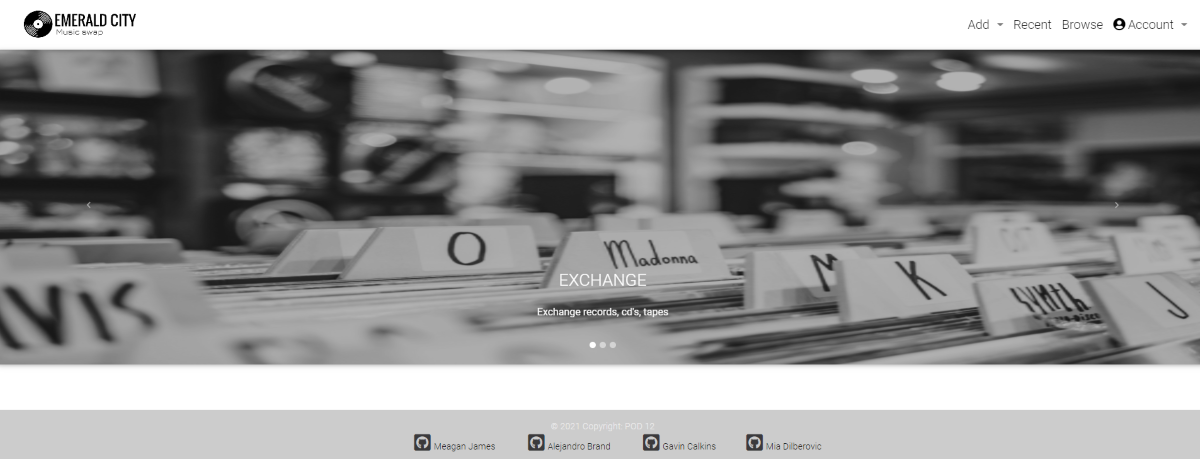 EMERALD CITY
Music swap
Add
Recent
Browse
Account
O
Madonna
M
K
SYNth
J
EXCHANGE
Exchange records, cd's, tapes
© 2021 Copyright: POD 12
Meagan James
Alejandro Brand
Gavin Calkins
Mia Dilberovic